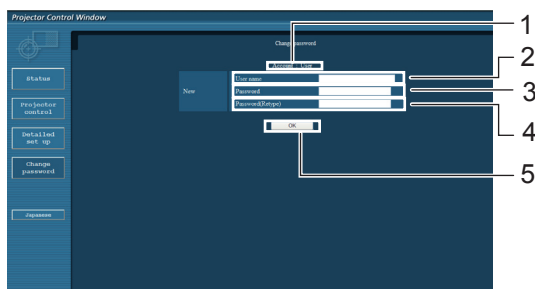 Projector Control Window
Change password
Account User
Status
Projector control
Detailed set up
Change password
Japanese
New
User name
Password
Password(Retype)
OK
1
2
3
4
5